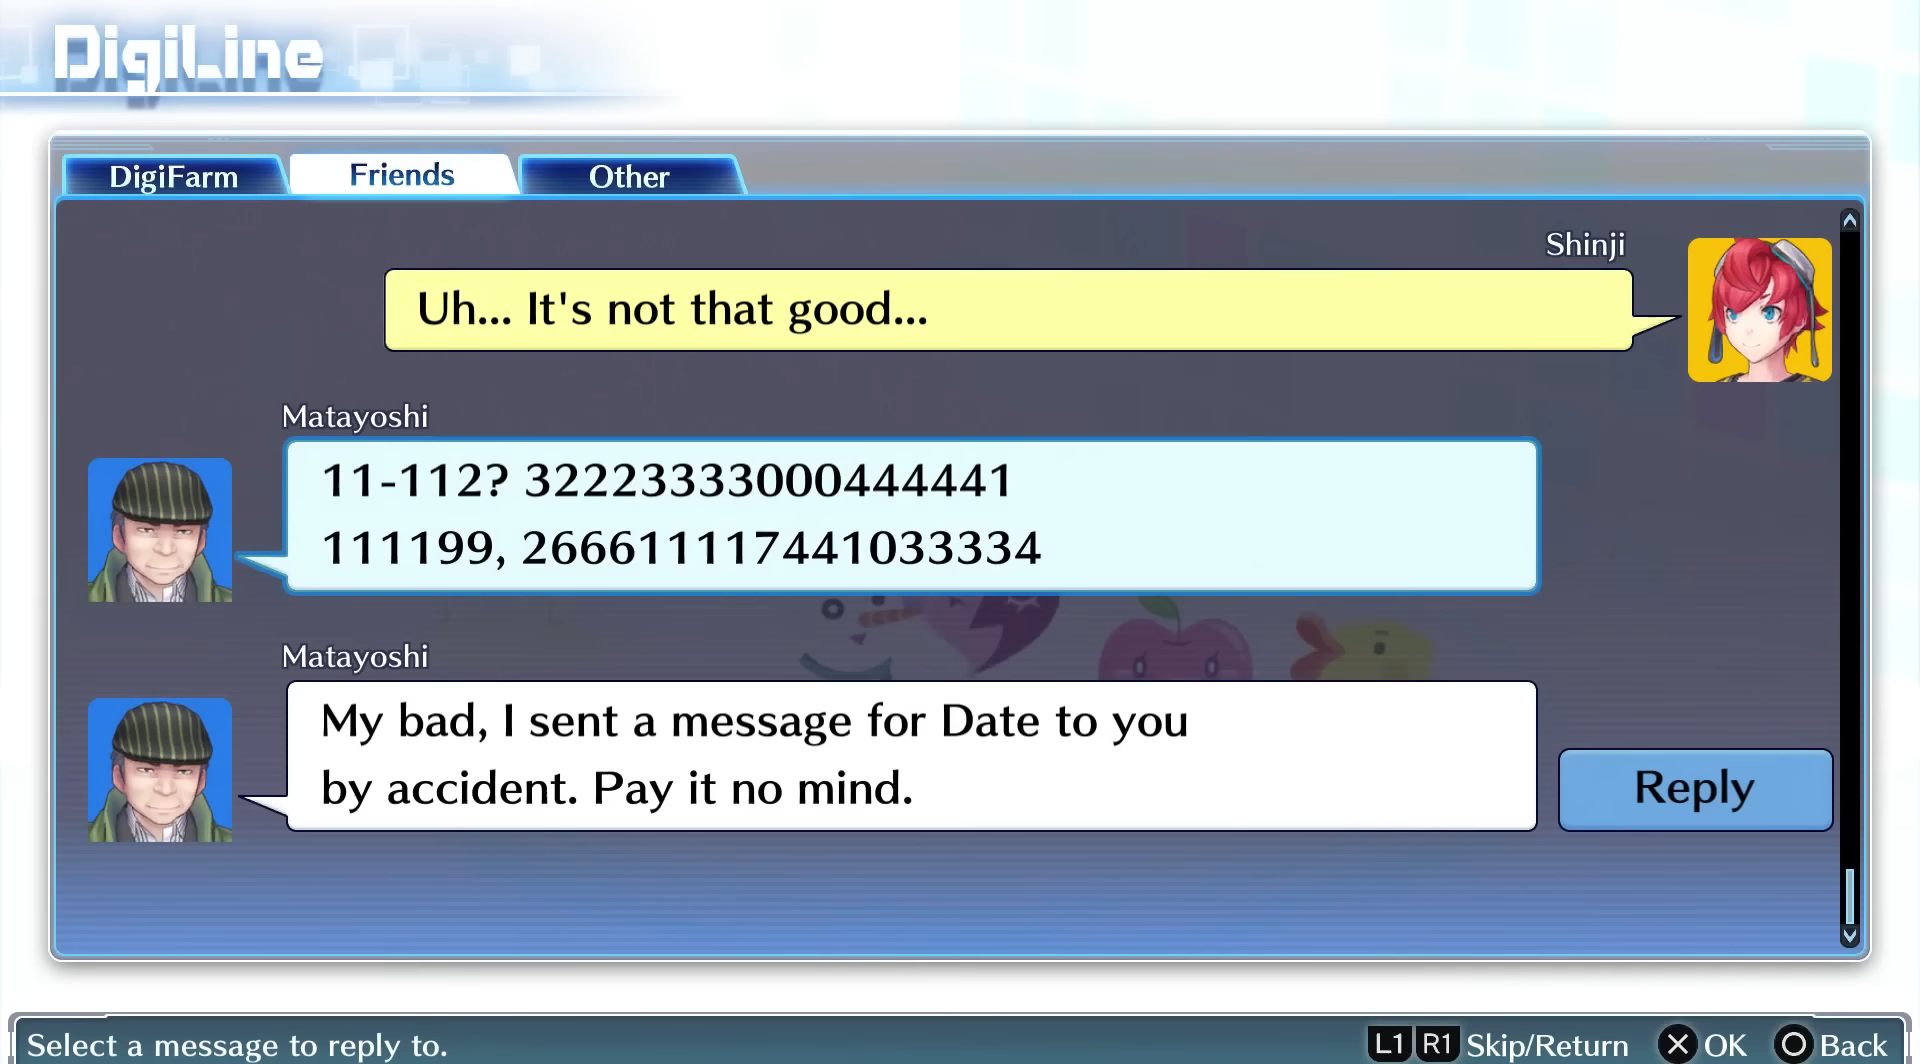 DigiLine
DigiFarm Friends Other
Shinji
Uh... It's not that good...
Matayoshi
11-112? 32223333000444441
111199, 266611117441033334
Matayoshi
My bad, I sent a message for Date to you
by accident. Pay it no mind.
Reply
Select a message to reply to.
L1 R1 Skip/Return OK Back